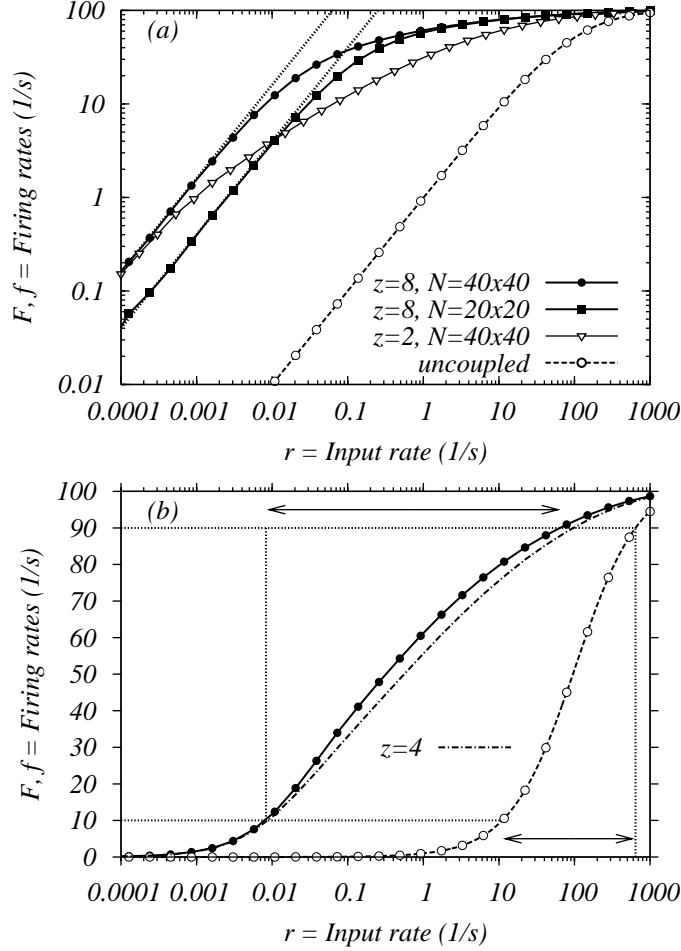 (a)
F, f = Firing rates (1/s)
100
10
1
0.1
0.01
z=8, N=40x40
z=8, N=20x20
z=2, N=40x40
uncoupled
0.0001 0.001 0.01 0.1 1 10 100 1000
r = Input rate (1/s)
(b)
F, f = Firing rates (1/s)
100
90
80
70
60
50
40
30
20
10
0
z=4
0.0001 0.001 0.01 0.1 1 10 100 1000
r = Input rate (1/s)